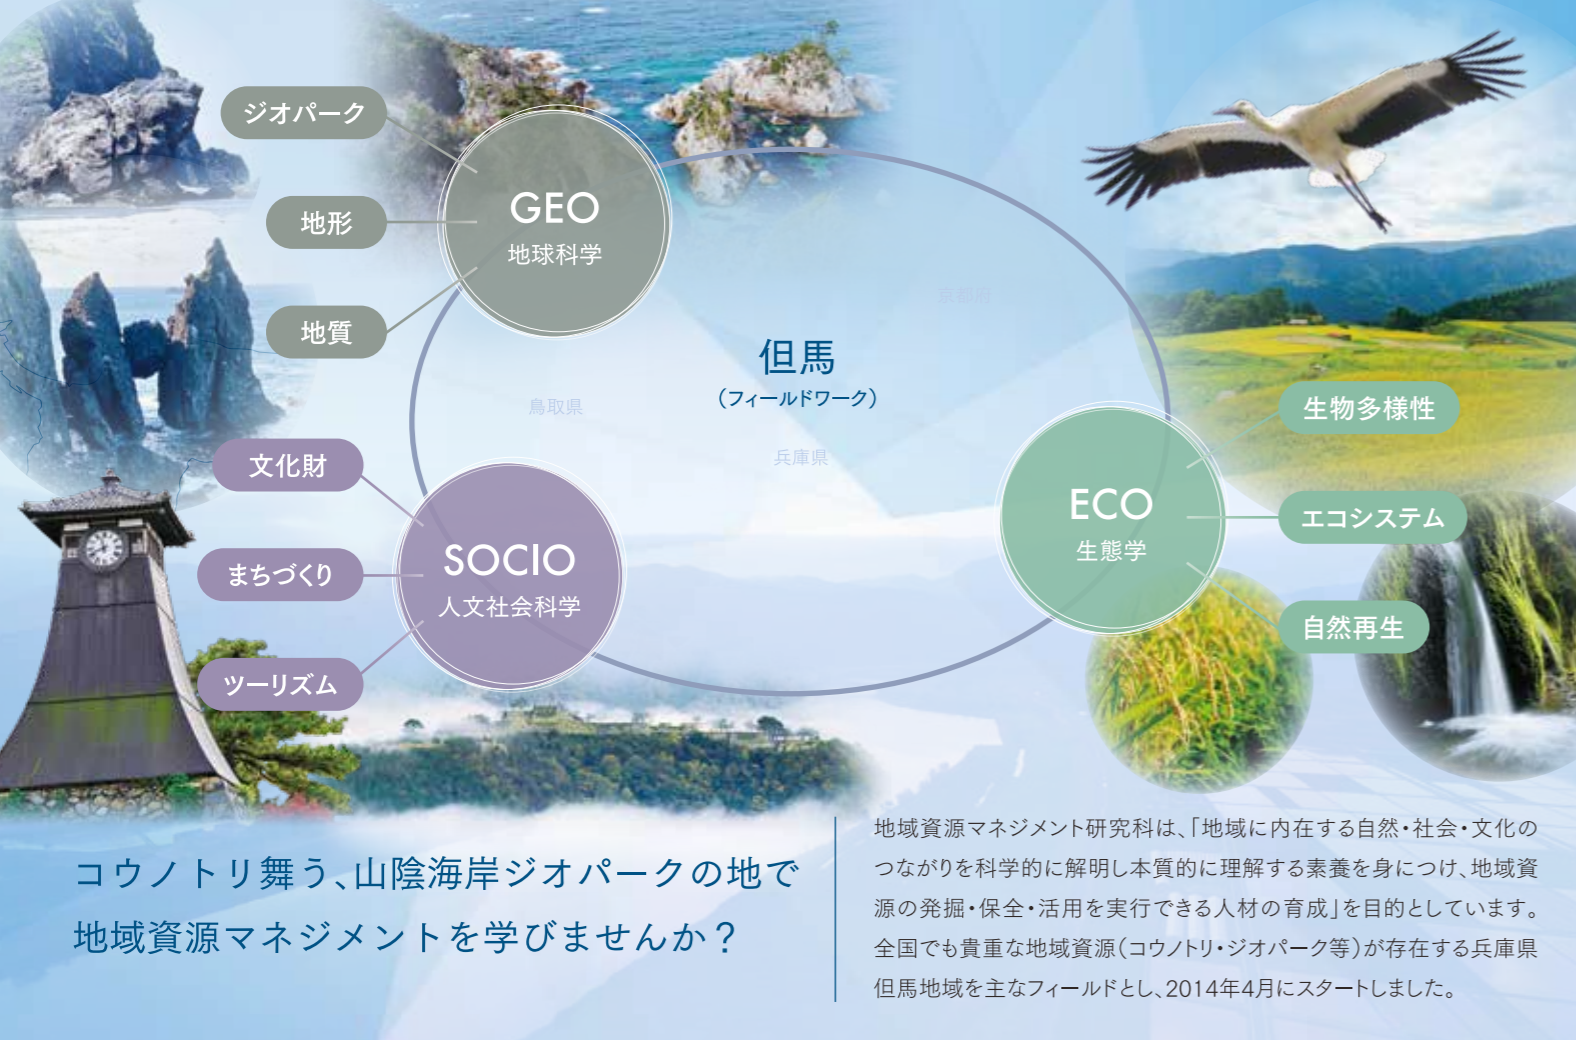 ジオパーク
地形
地質
GEO
地球科学
京都府
但馬
（フィールドワーク）
鳥取県
兵庫県
文化財
まちづくり
ツーリズム
SOCIO
人文社会科学
ECO
生態学
生物多様性
エコシステム
自然再生
コウノトリ舞う、山陰海岸ジオパークの地で
地域資源マネジメントを学びませんか？
地域資源マネジメント研究科は、「地域に内在する自然・社会・文化の
つながりを科学的に解明し本質的に理解する素養を身につけ、地域資
源の発掘・保全・活用を実行できる人材の育成」を目的としています。
全国でも貴重な地域資源（コウノトリ・ジオパーク等）が存在する兵庫県
但馬地域を主なフィールドとし、2014年4月にスタートしました。